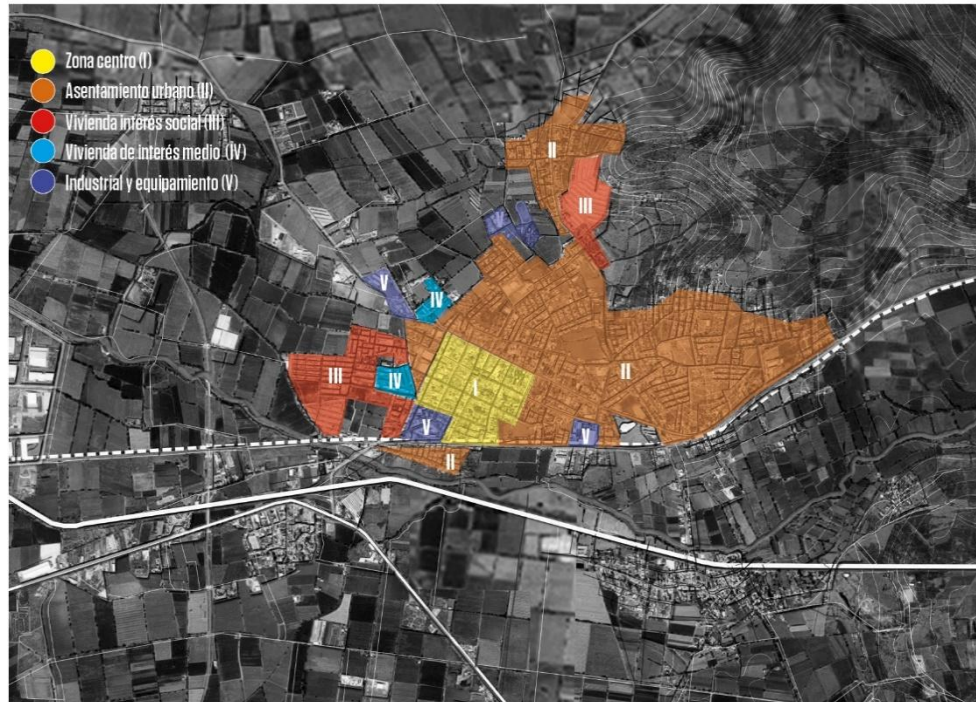 Zona centro (I)
Asentamiento urbano (II)
Vivienda interés social (III)
Vivienda de interés medio (IV)
Industrial y equipamiento (V)
II
III
V
V
IV
III
IV
I
II
V
V
II